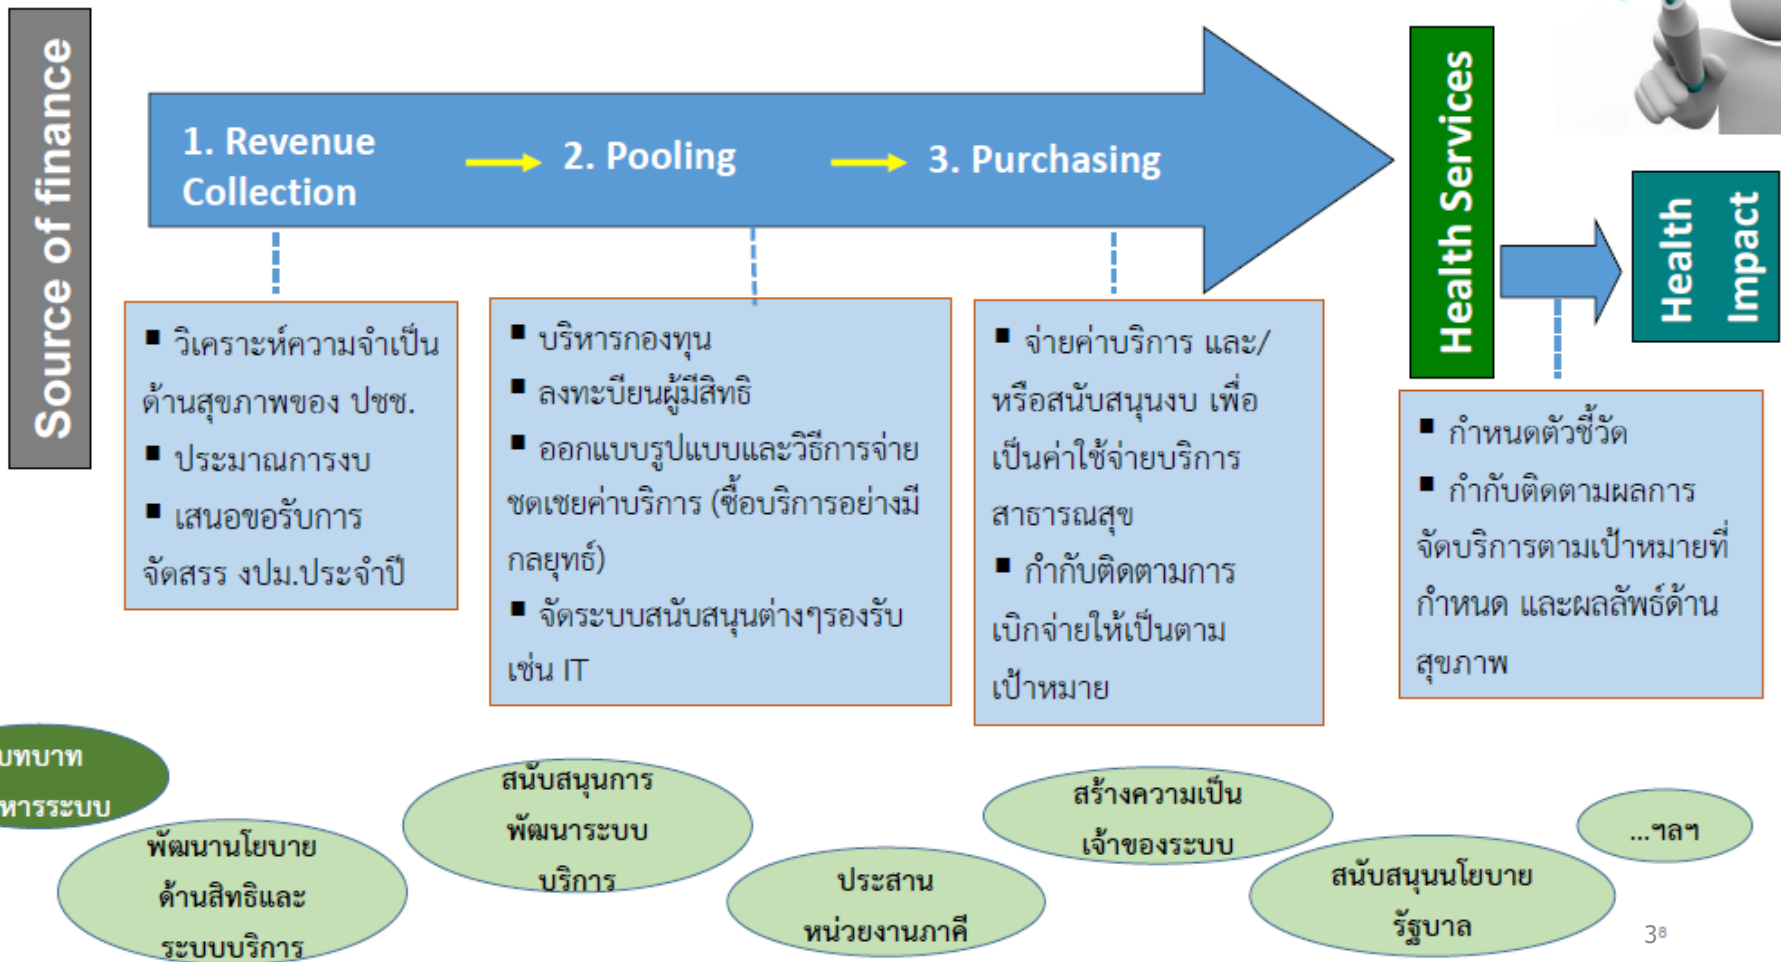 Source of finance
1. Revenue
Collection
2. Pooling
3. Purchasing
Health Services
Health
Impact
▪ วิเคราะห์ความจำเป็น
ด้านสุขภาพของ ปชช.
▪ ประมาณการงบ
▪ เสนอขอรับการ
จัดสรร งปม.ประจำปี
▪ บริหารกองทุน
▪ ลงทะบียนผู้มีสิทธิ
▪ ออกแบบรูปแบบและวิธีการจ่าย
ชดเชยค่าบริการ (ซื้อบริการอย่างมี
กลยุทธ์)
▪ จัดระบบสนับสนุนต่างๆรองรับ
เช่น IT
▪ จ่ายค่าบริการ และ/
หรือสนับสนุนงบ เพื่อ
เป็นค่าใช้จ่ายบริการ
สาธารณสุข
▪ กำกับติดตามการ
เบิกจ่ายให้เป็นตาม
เป้าหมาย
▪ กำหนดตัวชี้วัด
▪ กำกับติดตามผลการ
จัดบริการตามเป้าหมายที่
กำหนด และผลลัพธ์ด้าน
สุขภาพ
บทบาท
หารระบบ
พัฒนานโยบาย
ด้านสิทธิและ
ระบบบริการ
สนับสนุนการ
พัฒนาระบบ
บริการ
ประสาน
หน่วยงานภาคี
สร้างความเป็น
เจ้าของระบบ
สนับสนุนนโยบาย
รัฐบาล
...ฯลฯ
38